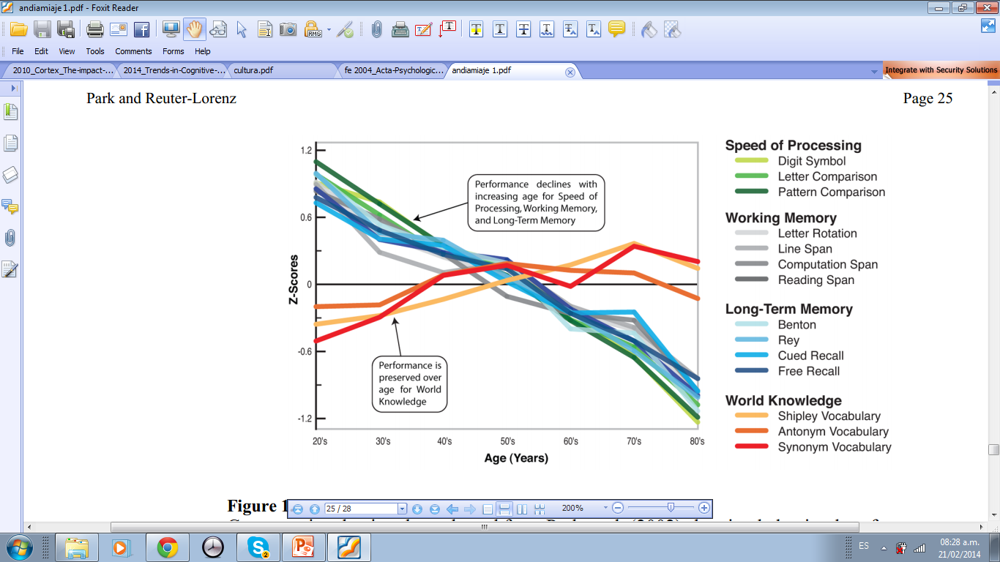 andiamiaje 1.pdf - Foxit Reader
RMS
File Edit View Tools Comments Forms Help
2010_Cortex_The-impact-... 2014_Trends-in-Cognitive-... cultura.pdf fe 2004_Acta-Psychologic... andiamiaje 1.pdf
Integrate with Security Solutions
Park and Reuter-Lorenz Page 25
1.2
0.6
0
-0.6
-1.2
Z-Scores
Performance declines with
increasing age for Speed of
Processing, Working Memory,
and Long-Term Memory
Performance is
preserved over
age for World
Knowledge
20's 30's 40's 50's 60's 70's 80's
Age (Years)
Speed of Processing
Digit Symbol
Letter Comparison
Pattern Comparison
Working Memory
Letter Rotation
Line Span
Computation Span
Reading Span
Long-Term Memory
Benton
Rey
Cued Recall
Free Recall
World Knowledge
Shipley Vocabulary
Antonym Vocabulary
Synonym Vocabulary
Figure 1
25 / 28
200%
2
ES
08:28 a.m.
21/02/2014